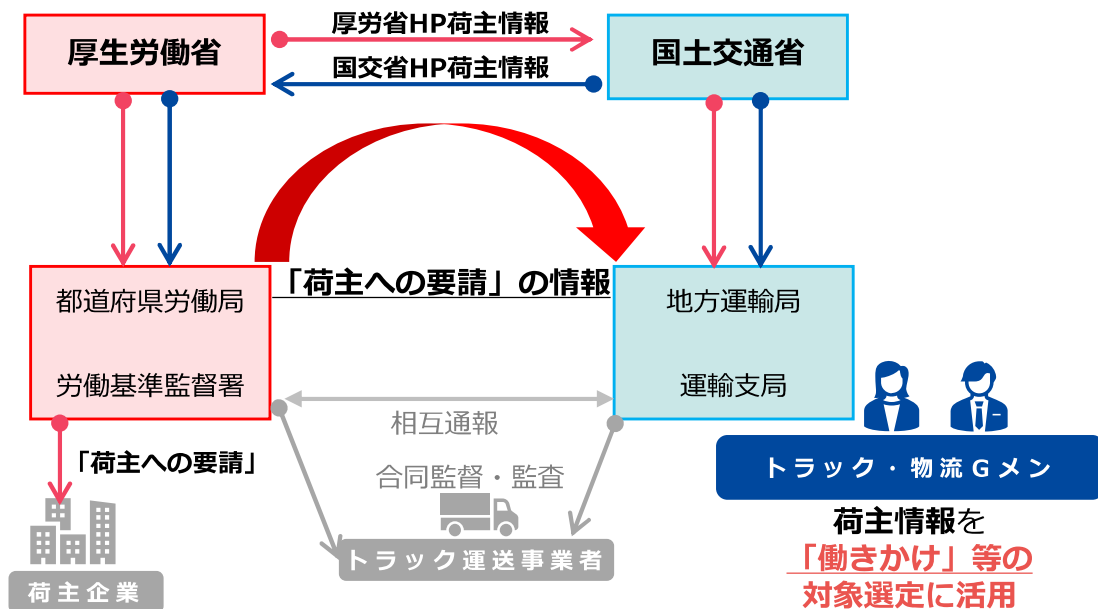 厚生労働省
厚労省HP荷主情報
国交省HP荷主情報
国土交通省
「荷主への要請」の情報
都道府県労働局
労働基準監督署
地方運輸局
運輸支局
相互通報
「荷主への要請」
合同監督・監査
トラック運送事業者
荷主企業
トラック・物流Gメン
荷主情報を
「働きかけ」等の
対象選定に活用